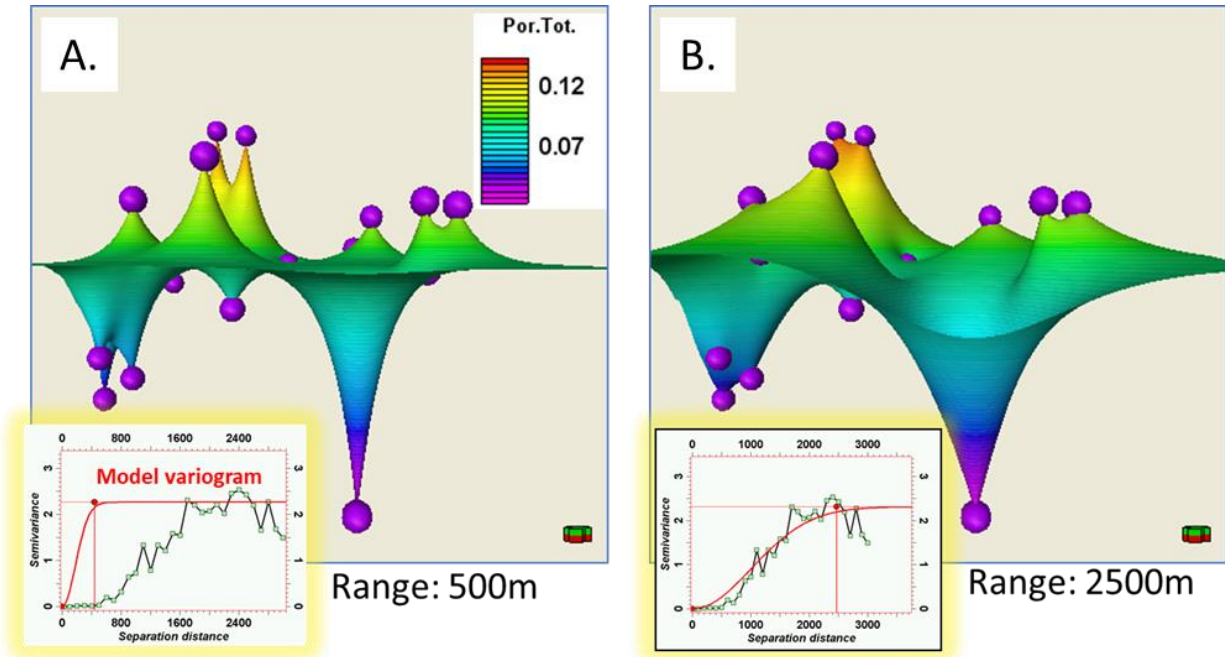 A.
Por.Tot.
0.12
0.07
B.
0 800 1600 2400
3 3
2 2
1 1
0 0
Model variogram
Semivariance
0 800 1600 2400
Separation distance
Range: 500m
0 1000 2000 3000
3 3
2 2
1 1
0 0
Semivariance
0 1000 2000 3000
Separation distance
Range: 2500m